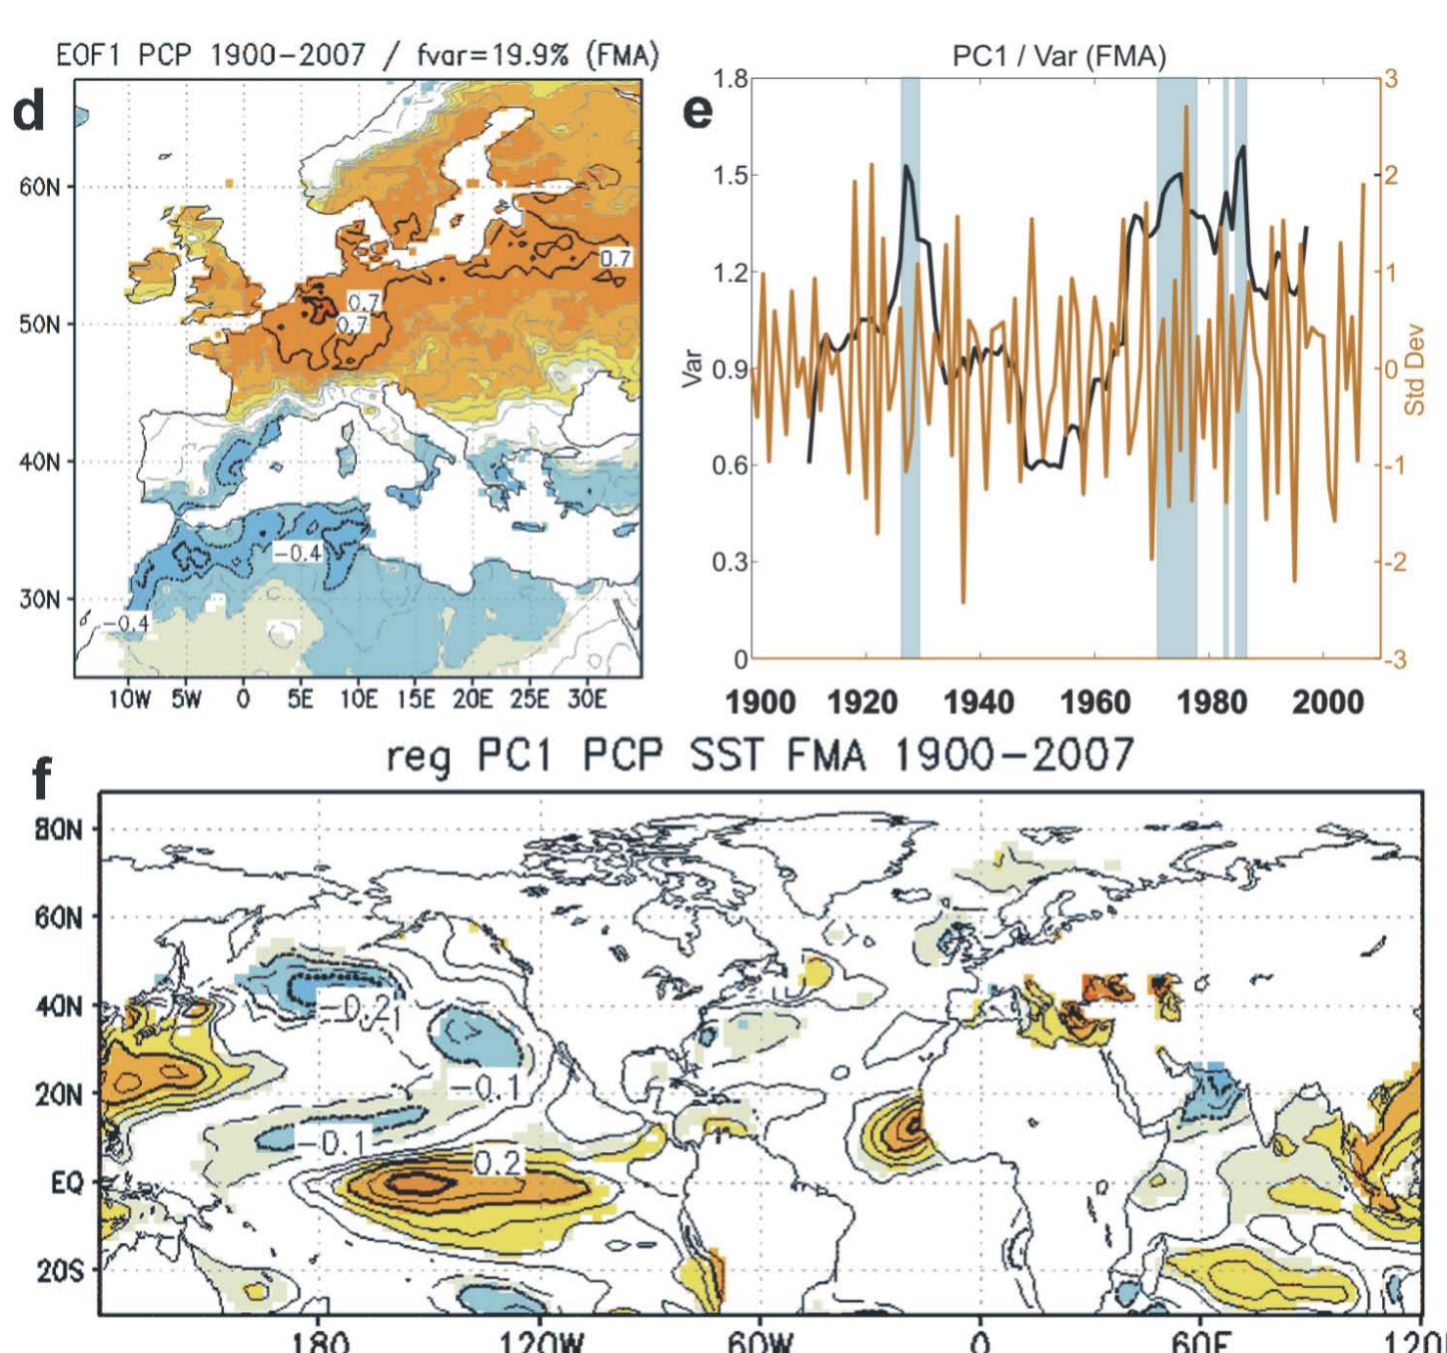 EOF1 PCP 1900-2007 / fvar=19.9% (FMA)
d
60N
50N
40N
30N
0.7
0.7
0.7
-0.4
-0.4
10W 5W 0 5E 10E 15E 20E 25E 30E
PC1 / Var (FMA)
e
1.8
1.5
1.2
0.9
0.6
0.3
0
Var
3
2
1
0
-1
-2
-3
Std Dev
1900 1920 1940 1960 1980 2000
reg PC1 PCP SST FMA 1900-2007
f
80N
60N
40N
20N
EQ
20S
-0.2
-0.1
-0.1
0.2
180 120W 60W 0 60E